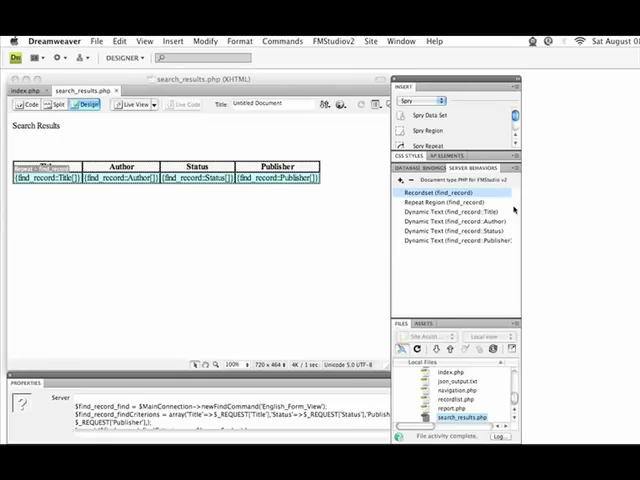 Dreamweaver File Edit View Insert Modify Format Commands FMStudiov2 Site Window Help Sat August 08
Dw DESIGNER
search_results.php (XHTML)
index.php search_results.php
Code Split Design Live View Live Code Title: Untitled Document
Search Results
Repeat - find_record
Author Status Publisher
{find_record::Title[]} {find_record::Author[]} {find_record::Status[]} {find_record::Publisher[]}
100% 720 x 464 4K / 1 sec Unicode 5.0 UTF-8
PROPERTIES
Server
$find_record_find = $MainConnection->newFindCommand('English_Form_View');
$find_record_findCriterions = array('Title'=>$_REQUEST['Title'],'Status'=>$_REQUEST['Status'],'Publisher
$_REQUEST['Publisher'],);
INSERT
Spry
Spry Data Set
Spry Region
Spry Repeat
CSS STYLES AP ELEMENTS
DATABASE BINDINGS SERVER BEHAVIORS
Document type: PHP for FMStudio v2
Recordset (find_record)
Repeat Region (find_record)
Dynamic Text (find_record::Title)
Dynamic Text (find_record::Author)
Dynamic Text (find_record::Status)
Dynamic Text (find_record::Publisher)
FILES ASSETS
Local view
Local Files
index.php
json_output.txt
navigation.php
recordlist.php
report.php
search_results.php
File activity complete. Log...